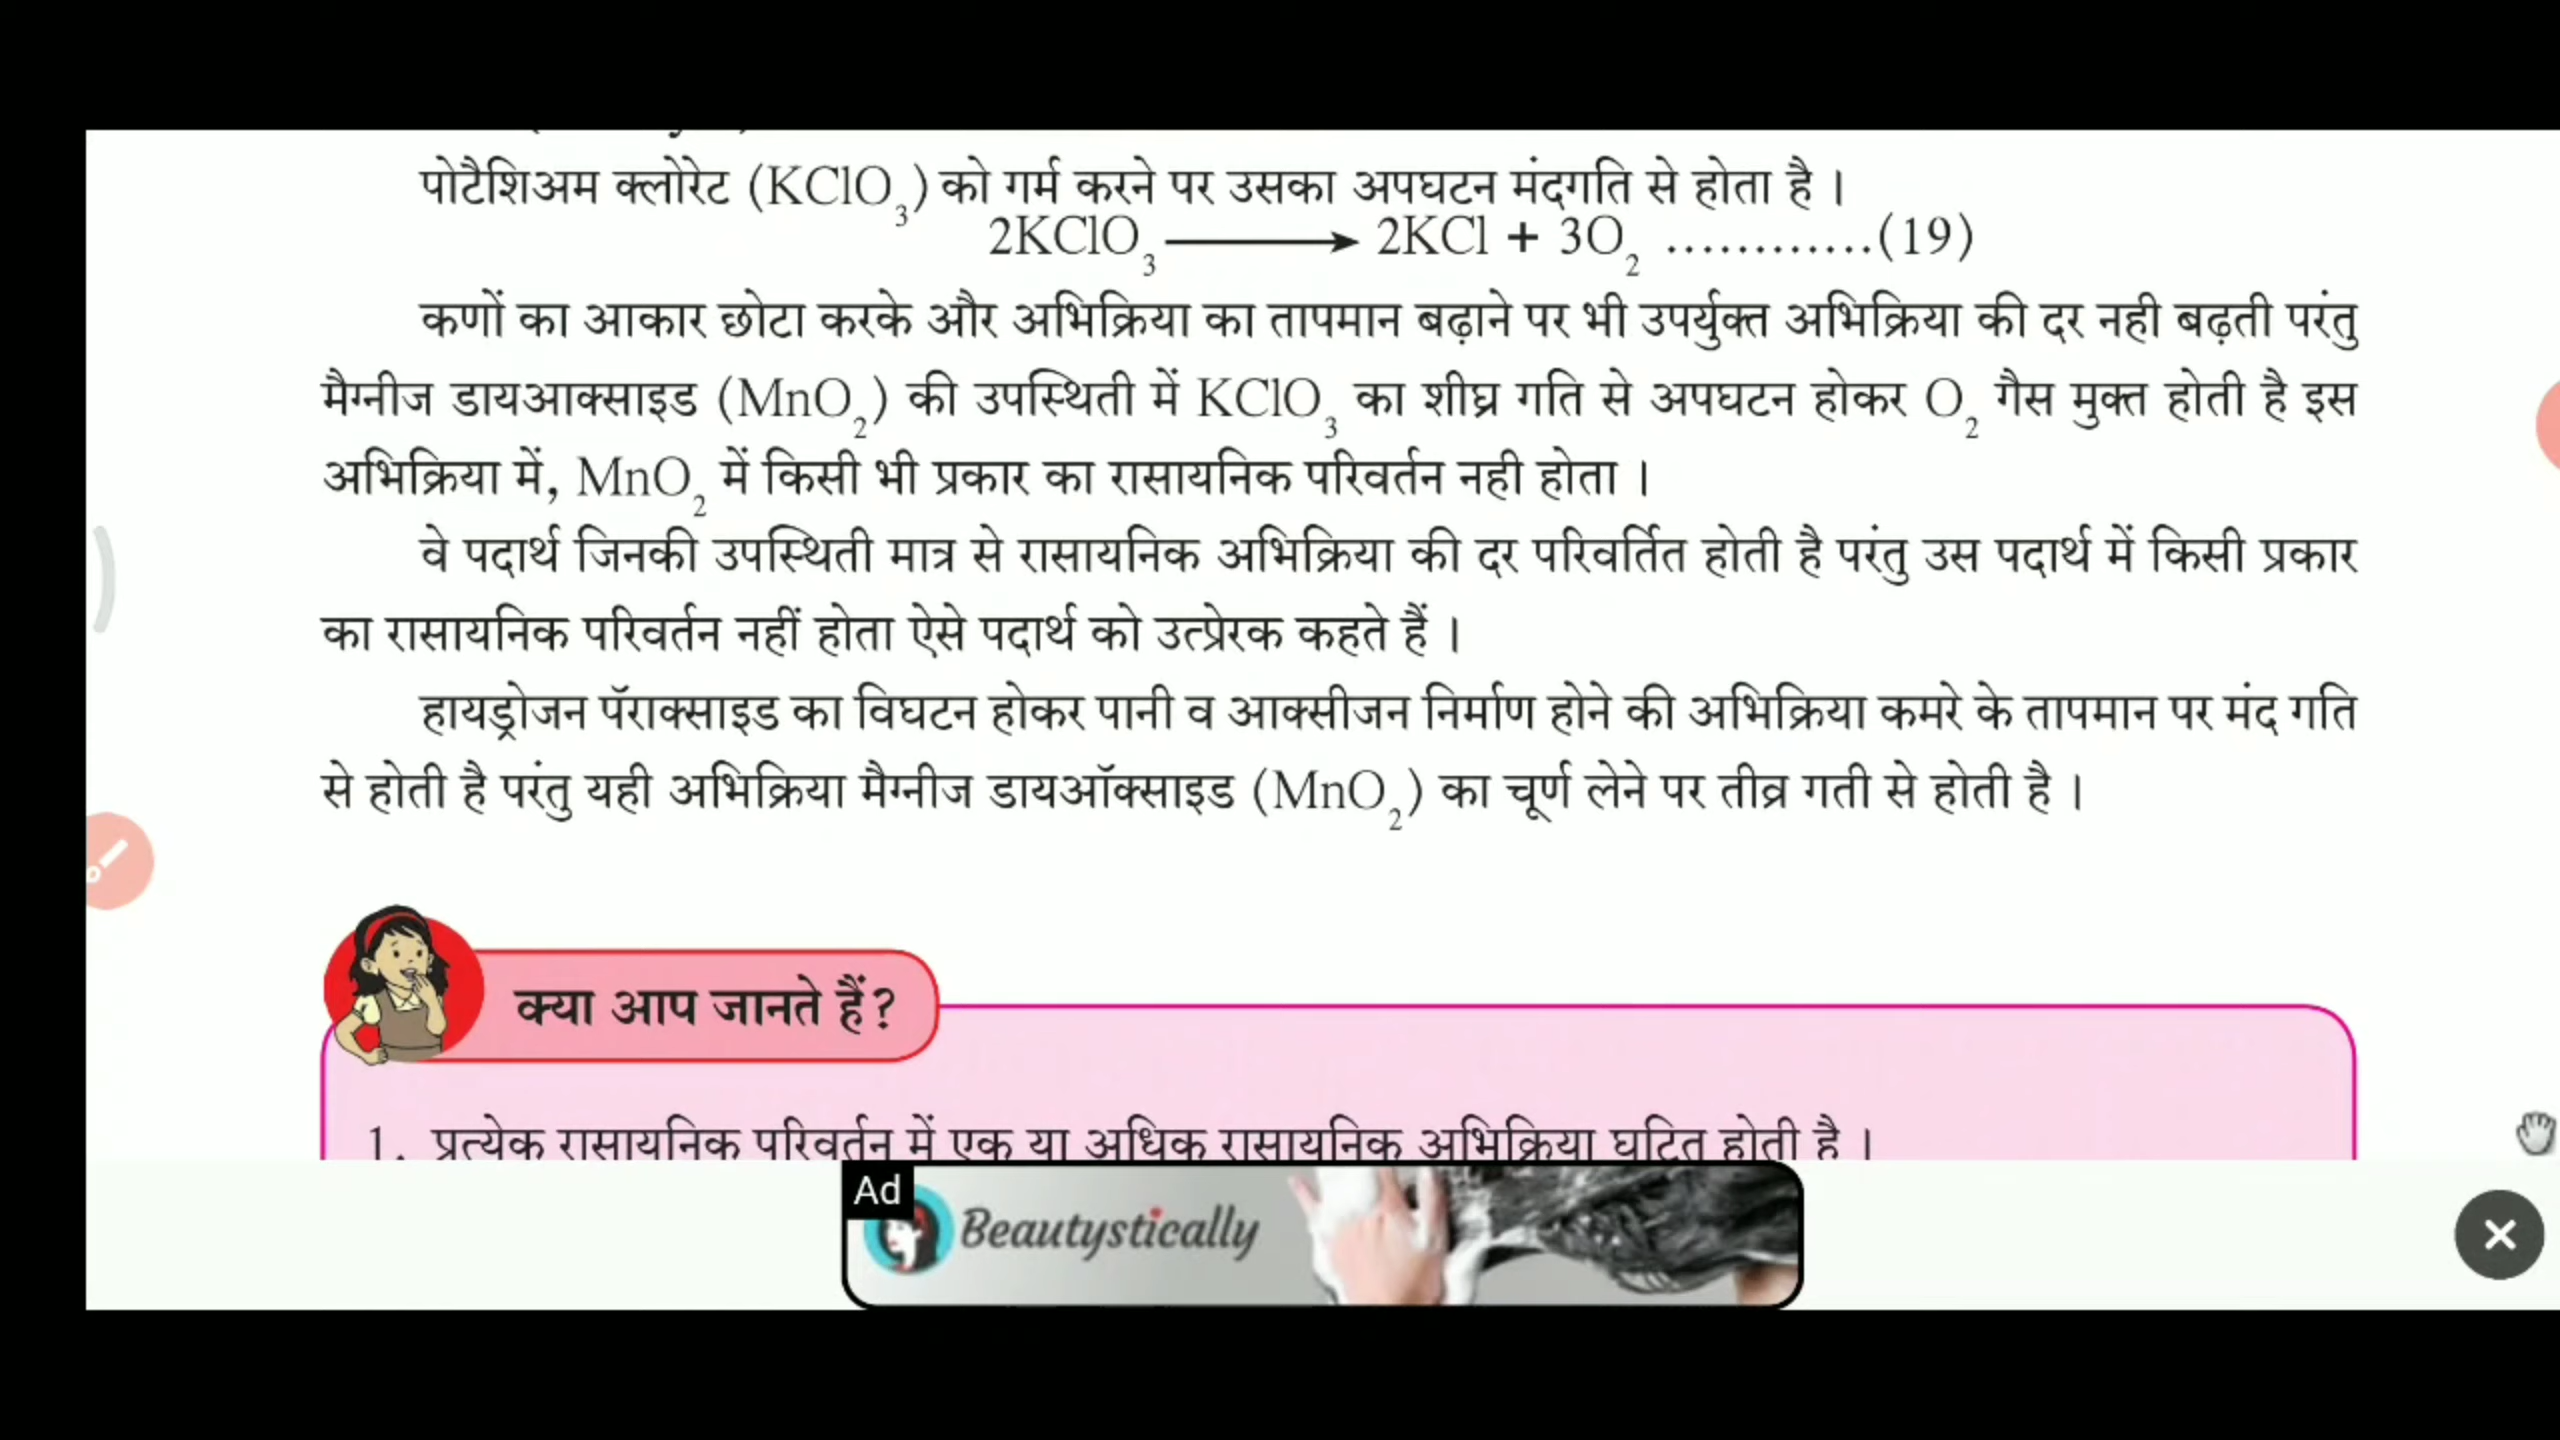 पोटैशिअम क्लोरेट (KClO₃) को गर्म करने पर उसका अपघटन मंदगति से होता है ।
2KClO₃ ⟶ 2KCl + 3O₂ ............(19)
कणों का आकार छोटा करके और अभिक्रिया का तापमान बढ़ाने पर भी उपर्युक्त अभिक्रिया की दर नही बढ़ती परंतु
मैग्नीज डायआक्साइड (MnO₂) की उपस्थिती में KClO₃ का शीघ्र गति से अपघटन होकर O₂ गैस मुक्त होती है इस
अभिक्रिया में, MnO₂ में किसी भी प्रकार का रासायनिक परिवर्तन नही होता ।
वे पदार्थ जिनकी उपस्थिती मात्र से रासायनिक अभिक्रिया की दर परिवर्तित होती है परंतु उस पदार्थ में किसी प्रकार
का रासायनिक परिवर्तन नहीं होता ऐसे पदार्थ को उत्प्रेरक कहते हैं ।
हायड्रोजन पॅराक्साइड का विघटन होकर पानी व आक्सीजन निर्माण होने की अभिक्रिया कमरे के तापमान पर मंद गति
से होती है परंतु यही अभिक्रिया मैग्नीज डायऑक्साइड (MnO₂) का चूर्ण लेने पर तीव्र गती से होती है ।
क्या आप जानते हैं?
1. प्रत्येक रासायनिक परिवर्तन में एक या अधिक रासायनिक अभिक्रिया घटित होती है ।
Ad
Beautystically